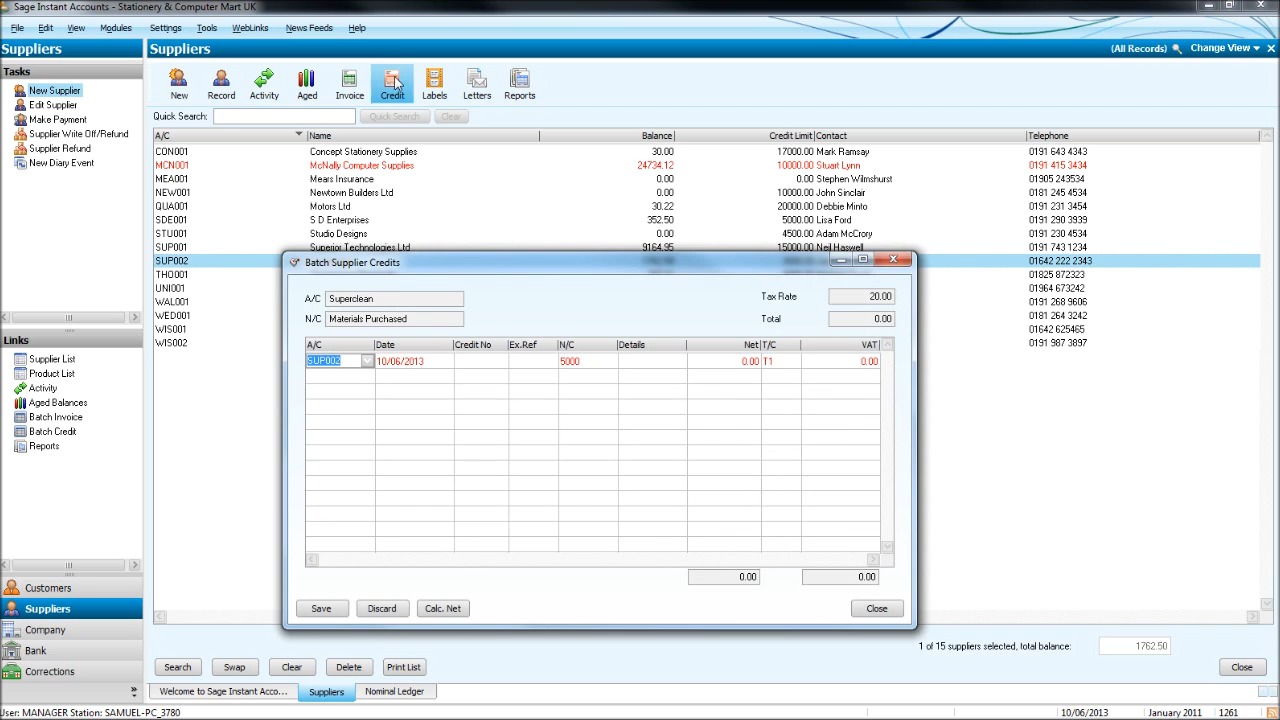 Sage Instant Accounts - Stationery & Computer Mart UK
File Edit View Modules Settings Tools WebLinks News Feeds Help
Suppliers
Suppliers
(All Records) Change View
Tasks
New Supplier
Edit Supplier
Make Payment
Supplier Write Off/Refund
Supplier Refund
New Diary Event
New Record Activity Aged Invoice Credit Labels Letters Reports
Quick Search: Quick Search Clear
A/C Name Balance Credit Limit Contact Telephone
CON001 Concept Stationery Supplies 30.00 17000.00 Mark Ramsay 0191 643 4343
MCN001 McNally Computer Supplies 24734.12 10000.00 Stuart Lynn 0191 415 3434
MEA001 Mears Insurance 0.00 0.00 Stephen Wilmshurst 01905 243534
NEW001 Newtown Builders Ltd 0.00 10000.00 John Sinclair 0181 245 4534
QUA001 Motors Ltd 30.22 20000.00 Debbie Minto 0191 231 3454
SDE001 S D Enterprises 352.50 5000.00 Lisa Ford 0191 290 3939
STU001 Studio Designs 0.00 4500.00 Adam McCrory 0191 230 4593
SUP001 Superior Technologies Ltd 9164.95 15000.00 Neil Haswell 0191 743 1234
SUP002 01642 222 2343
THO001 01825 872323
UNI001 01964 673242
WAL001 0191 268 9606
WED001 0181 264 3242
WIS001 01642 625465
WIS002 0191 987 3897
Batch Supplier Credits
A/C Superclean
N/C Materials Purchased
Tax Rate 20.00
Total 0.00
A/C Date Credit No Ex.Ref N/C Details Net T/C VAT
SUP002 10/06/2013 5000 0.00 T1 0.00
0.00 0.00
Save Discard Calc. Net Close
Links
Supplier List
Product List
Activity
Aged Balances
Batch Invoice
Batch Credit
Reports
Customers
Suppliers
Company
Bank
Corrections
1 of 15 suppliers selected, total balance: 1762.50
Search Swap Clear Delete Print List Close
Welcome to Sage Instant Acco... Suppliers Nominal Ledger
User: MANAGER Station: SAMUEL-PC_3780 10/06/2013 January 2011 1261